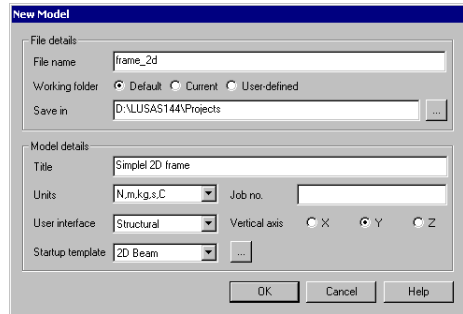 New Model
File details
File name frame_2d
Working folder Default Current User-defined
Save in D:\LUSAS144\Projects ...
Model details
Title Simplel 2D frame
Units N,m,kg,s,C Job no.
User interface Structural Vertical axis X Y Z
Startup template 2D Beam ...
OK Cancel Help